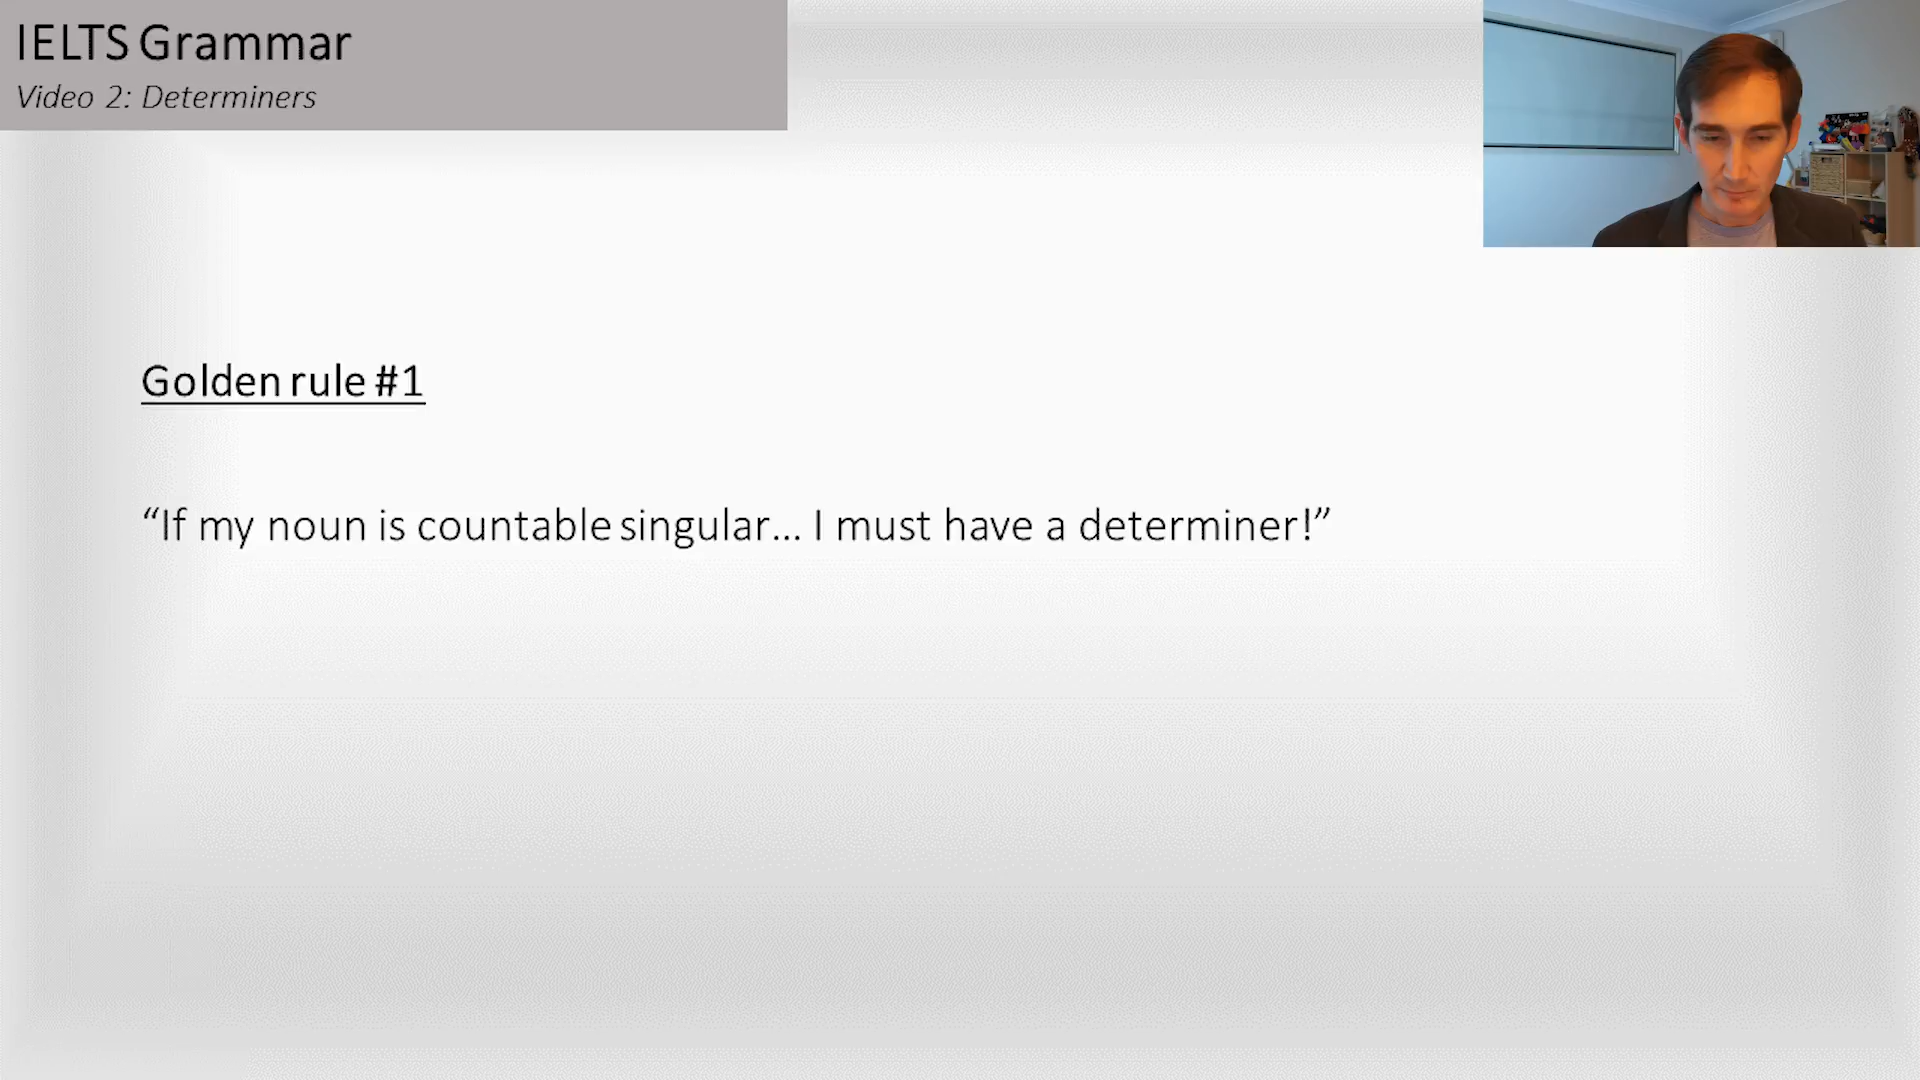 IELTS Grammar
Video 2: Determiners
Golden rule #1
“If my noun is countable singular... I must have a determiner!”